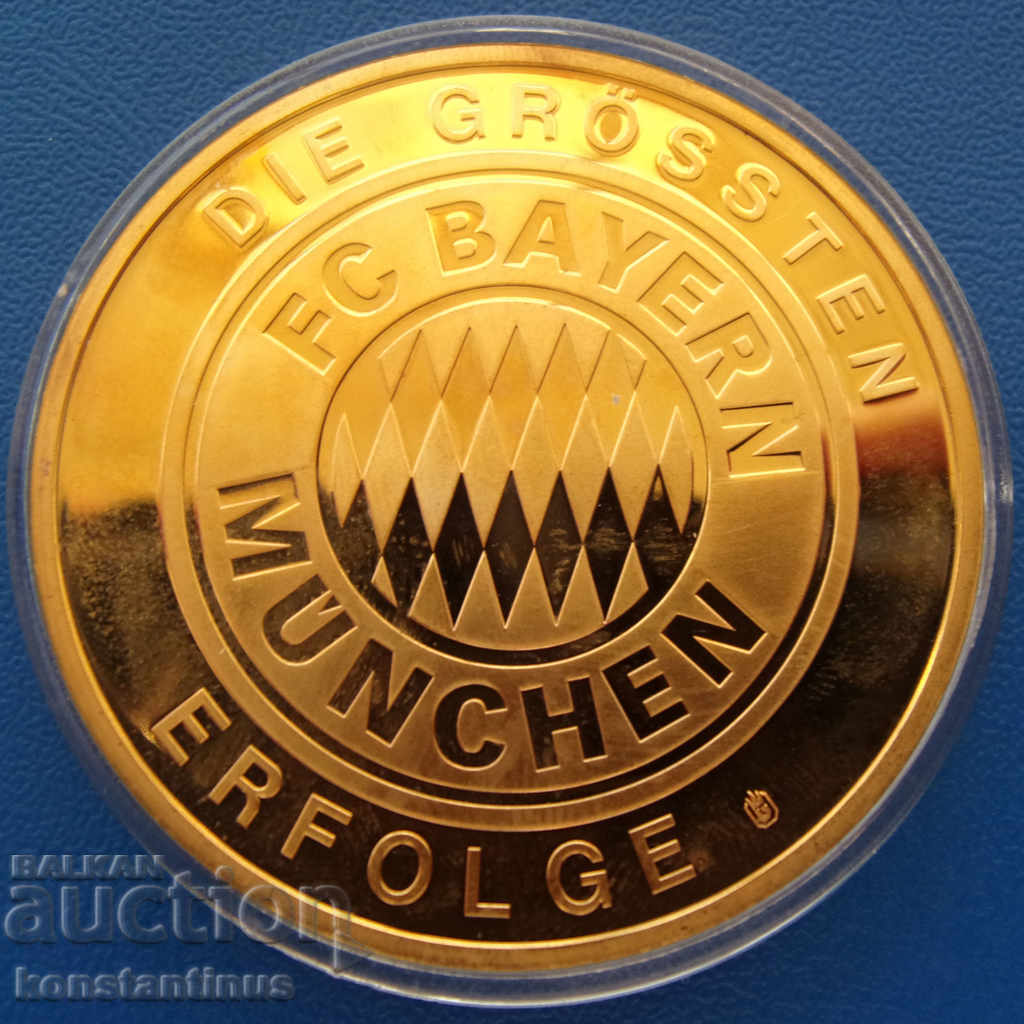 DIE GRÖSSTEN
FC BAYERN
MÜNCHEN
ERFOLGE
BALKAN
auction
konstantinus